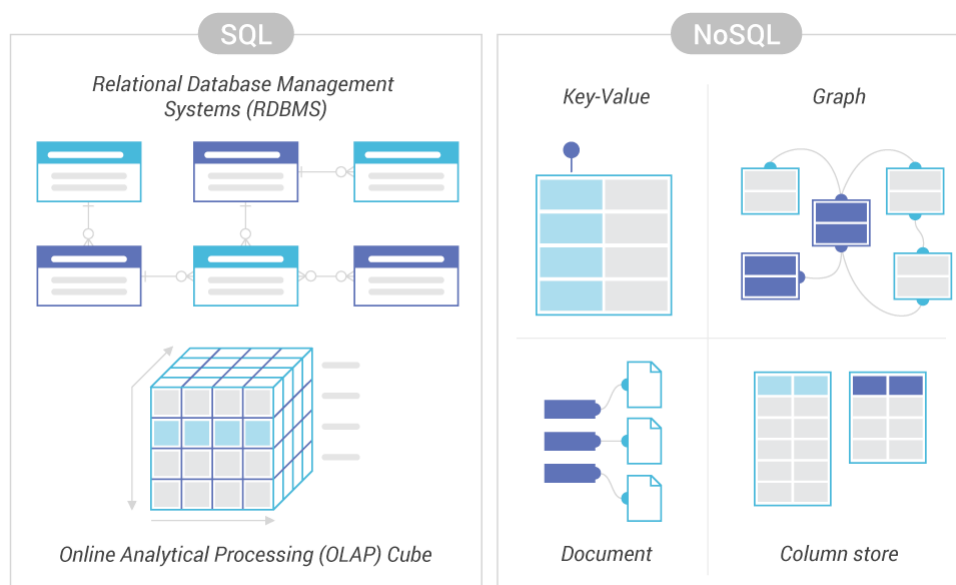 SQL
Relational Database Management
Systems (RDBMS)
Online Analytical Processing (OLAP) Cube
NoSQL
Key-Value
Graph
Document
Column store